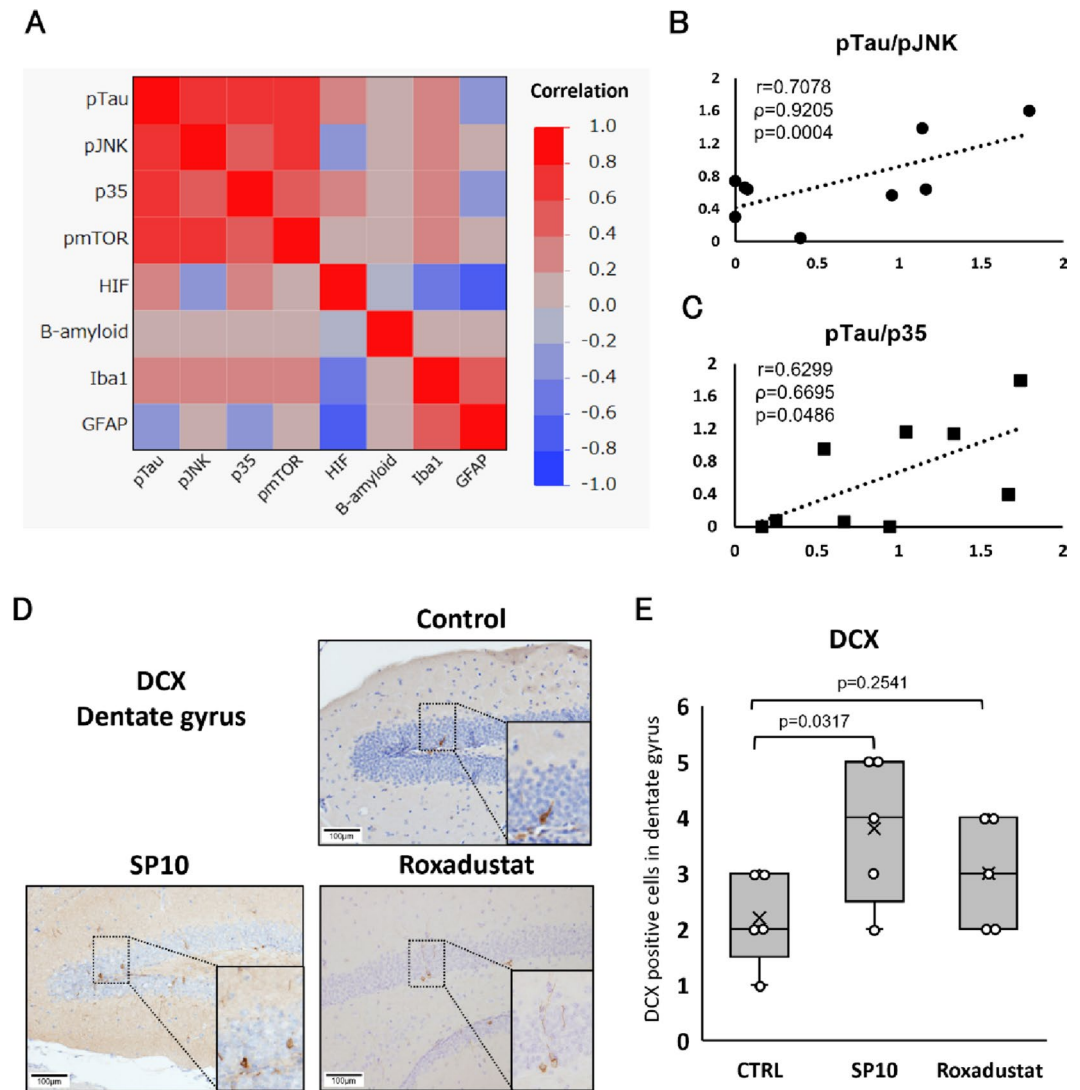 A
pTau
pJNK
p35
pmTOR
HIF
B-amyloid
Iba1
GFAP
pTau
pJNK
p35
pmTOR
HIF
B-amyloid
Iba1
GFAP
Correlation
1.0
0.8
0.6
0.4
0.2
0.0
-0.2
-0.4
-0.6
-0.8
-1.0
B
pTau/pJNK
r=0.7078
ρ=0.9205
p=0.0004
2
1.6
1.2
0.8
0.4
0
0 0.5 1 1.5 2
C
pTau/p35
r=0.6299
ρ=0.6695
p=0.0486
2
1.6
1.2
0.8
0.4
0
0 0.5 1 1.5 2
D
DCX
Dentate gyrus
Control
100μm
SP10
100μm
Roxadustat
100μm
E
DCX
p=0.2541
p=0.0317
DCX positive cells in dentate gyrus
6
5
4
3
2
1
0
CTRL SP10 Roxadustat